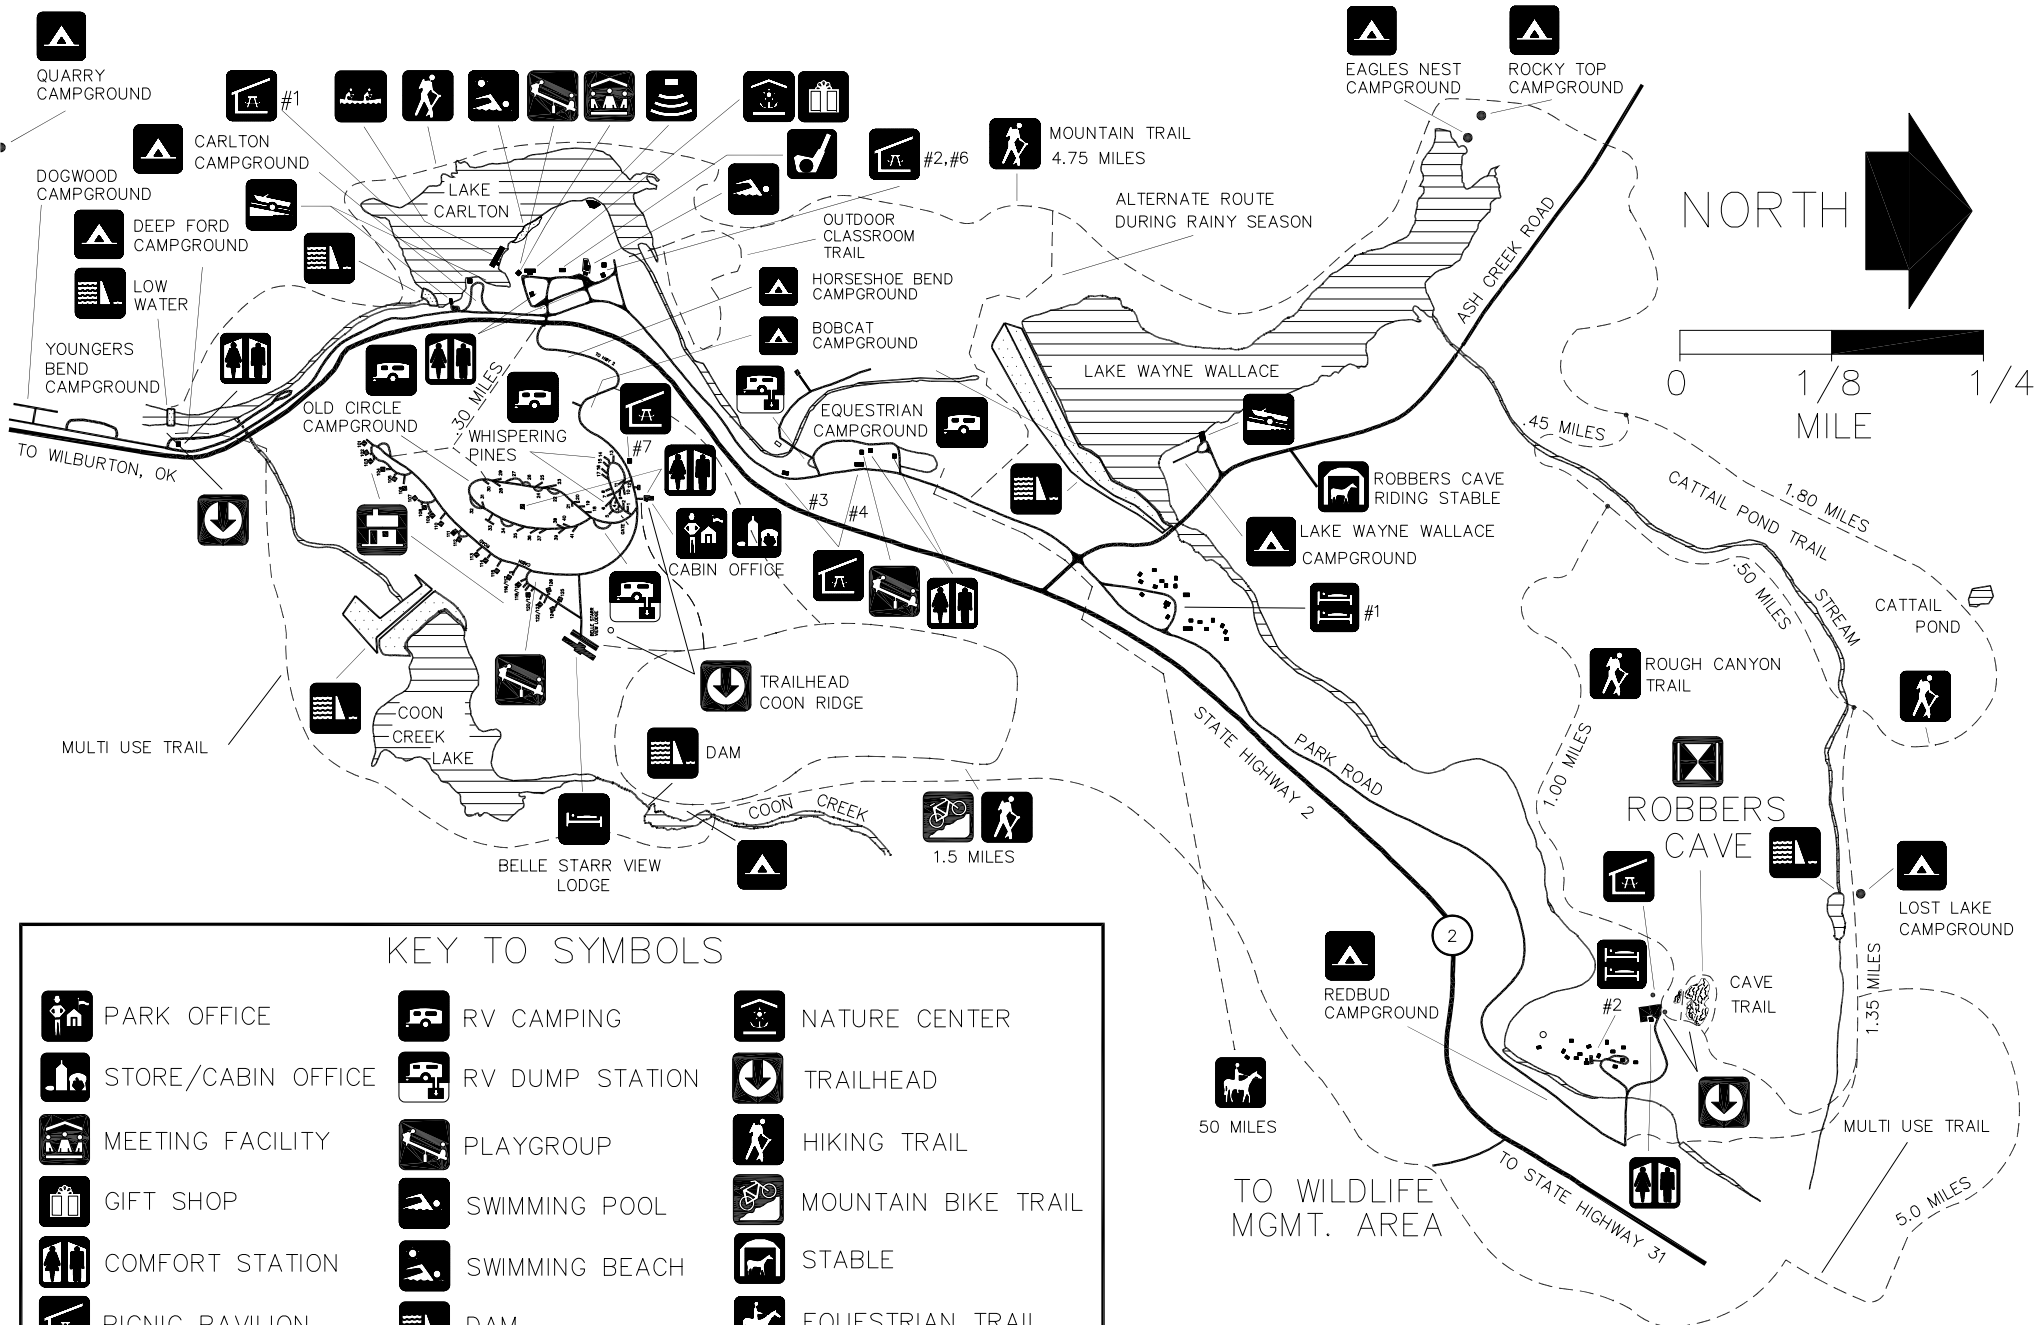 QUARRY
CAMPGROUND
#1
CARLTON
CAMPGROUND
DOGWOOD
CAMPGROUND
DEEP FORD
CAMPGROUND
LOW
WATER
YOUNGERS
BEND
CAMPGROUND
TO WILBURTON, OK
LAKE
CARLTON
#2,#6
MOUNTAIN TRAIL
4.75 MILES
OUTDOOR
CLASSROOM
TRAIL
ALTERNATE ROUTE
DURING RAINY SEASON
HORSESHOE BEND
CAMPGROUND
BOBCAT
CAMPGROUND
EAGLES NEST
CAMPGROUND
ROCKY TOP
CAMPGROUND
NORTH
0
1/8
1/4
MILE
ASH CREEK ROAD
LAKE WAYNE WALLACE
OLD CIRCLE
CAMPGROUND
.30 MILES
WHISPERING
PINES
#7
EQUESTRIAN
CAMPGROUND
#3
#4
CABIN OFFICE
BELLE STARR
VIEW LODGE
ROBBERS CAVE
RIDING STABLE
LAKE WAYNE WALLACE
CAMPGROUND
#1
.45 MILES
CATTAIL POND TRAIL
1.80 MILES
.50 MILES
STREAM
CATTAIL
POND
ROUGH CANYON
TRAIL
1.00 MILES
ROBBERS
CAVE
MULTI USE TRAIL
COON
CREEK
LAKE
TRAILHEAD
COON RIDGE
DAM
COON CREEK
1.5 MILES
BELLE STARR VIEW
LODGE
STATE HIGHWAY 2
PARK ROAD
2
REDBUD
CAMPGROUND
50 MILES
TO WILDLIFE
MGMT. AREA
TO STATE HIGHWAY 31
#2
CAVE
TRAIL
LOST LAKE
CAMPGROUND
1.35 MILES
MULTI USE TRAIL
5.0 MILES
KEY TO SYMBOLS
PARK OFFICE
STORE/CABIN OFFICE
MEETING FACILITY
GIFT SHOP
COMFORT STATION
PICNIC PAVILION
RV CAMPING
RV DUMP STATION
PLAYGROUP
SWIMMING POOL
SWIMMING BEACH
DAM
NATURE CENTER
TRAILHEAD
HIKING TRAIL
MOUNTAIN BIKE TRAIL
STABLE
EQUESTRIAN TRAIL